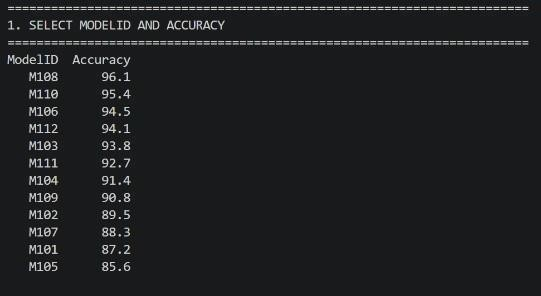 ========================================================================
1. SELECT MODELID AND ACCURACY
========================================================================
ModelID  Accuracy
   M108      96.1
   M110      95.4
   M106      94.5
   M112      94.1
   M103      93.8
   M111      92.7
   M104      91.4
   M109      90.8
   M102      89.5
   M107      88.3
   M101      87.2
   M105      85.6